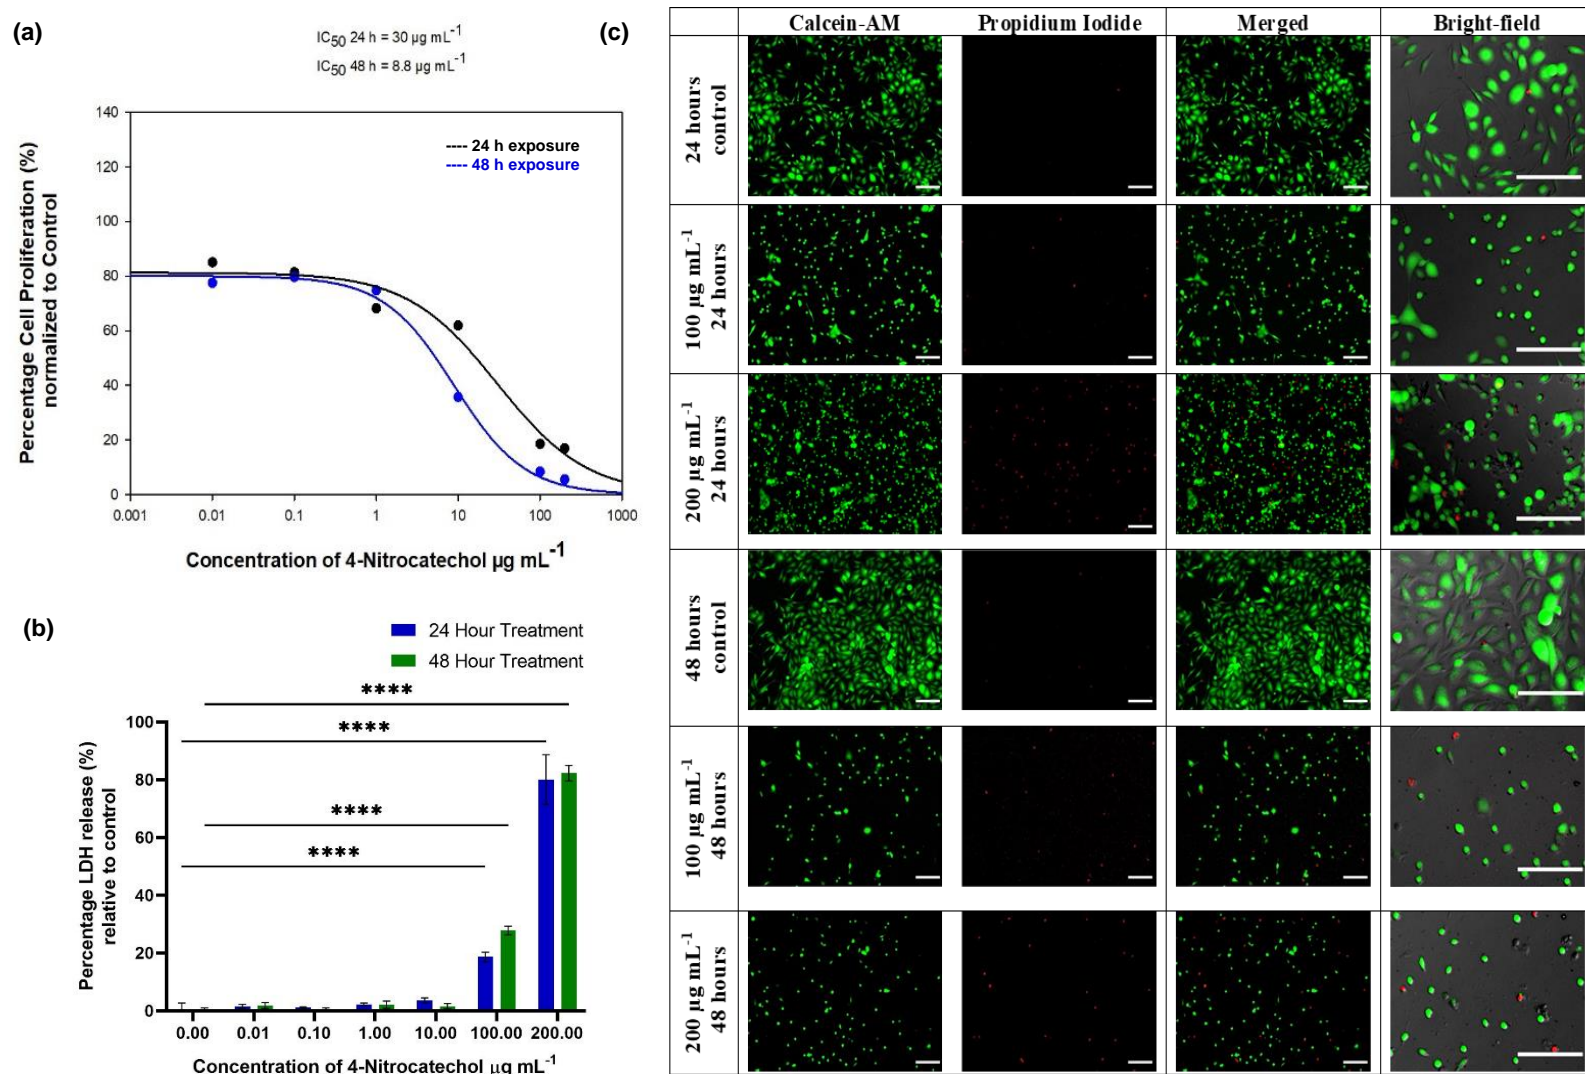 (a)
IC50 24 h = 30 µg mL-1
IC50 48 h = 8.8 µg mL-1
140
120
100
80
60
40
20
0
Percentage Cell Proliferation (%)
normalized to Control
---- 24 h exposure
---- 48 h exposure
0.001 0.01 0.1 1 10 100 1000
Concentration of 4-Nitrocatechol µg mL-1
(b)
24 Hour Treatment
48 Hour Treatment
****
****
****
****
100
80
60
40
20
0
Percentage LDH release (%)
relative to control
0.00 0.01 0.10 1.00 10.00 100.00 200.00
Concentration of 4-Nitrocatechol µg mL-1
(c)
Calcein-AM Propidium Iodide Merged Bright-field
24 hours
control
100 µg mL-1
24 hours
200 µg mL-1
24 hours
48 hours
control
100 µg mL-1
48 hours
200 µg mL-1
48 hours